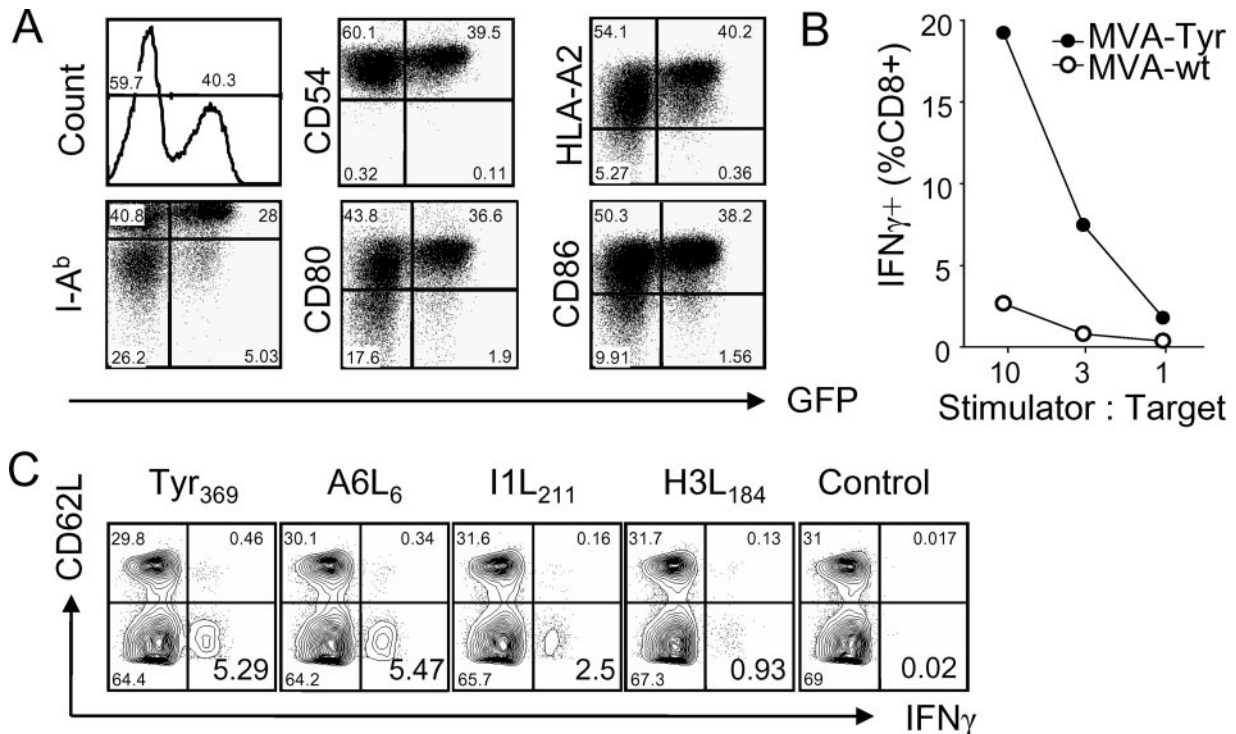 A
Count
59.7
40.3
CD54
60.1
39.5
0.32
0.11
HLA-A2
54.1
40.2
5.27
0.36
I-Aᵇ
40.8
28
26.2
5.03
CD80
43.8
36.6
17.6
1.9
CD86
50.3
38.2
9.91
1.56
GFP
B
IFNγ+ (%CD8+)
20
15
10
5
0
MVA-Tyr
MVA-wt
10 3 1
Stimulator : Target
C
CD62L
Tyr₃₆₉ A6L₆ I1L₂₁₁ H3L₁₈₄ Control
29.8 0.46 30.1 0.34 31.6 0.16 31.7 0.13 31 0.017
64.4 5.29 64.2 5.47 65.7 2.5 67.3 0.93 69 0.02
IFNγ